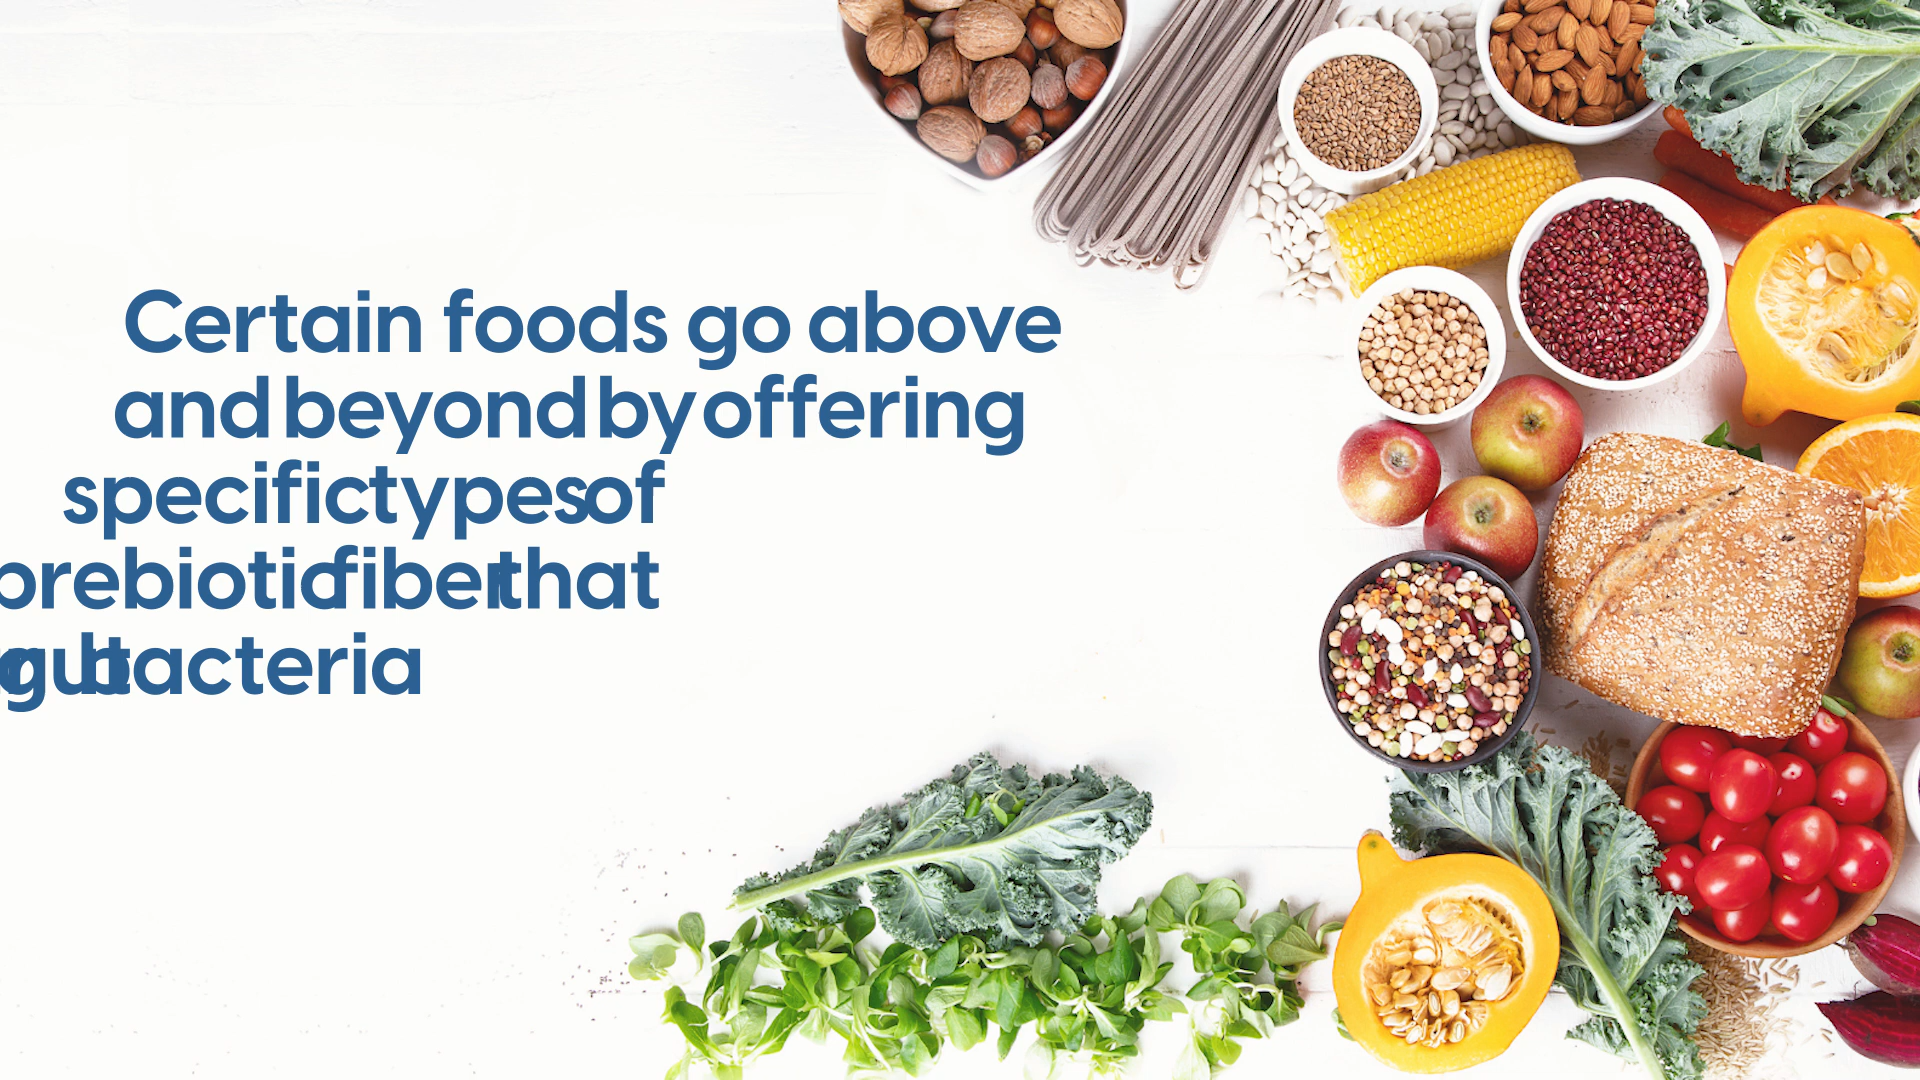 Certain foods go above
and beyond by offering
specific types of
prebiotic fiber that
gut bacteria